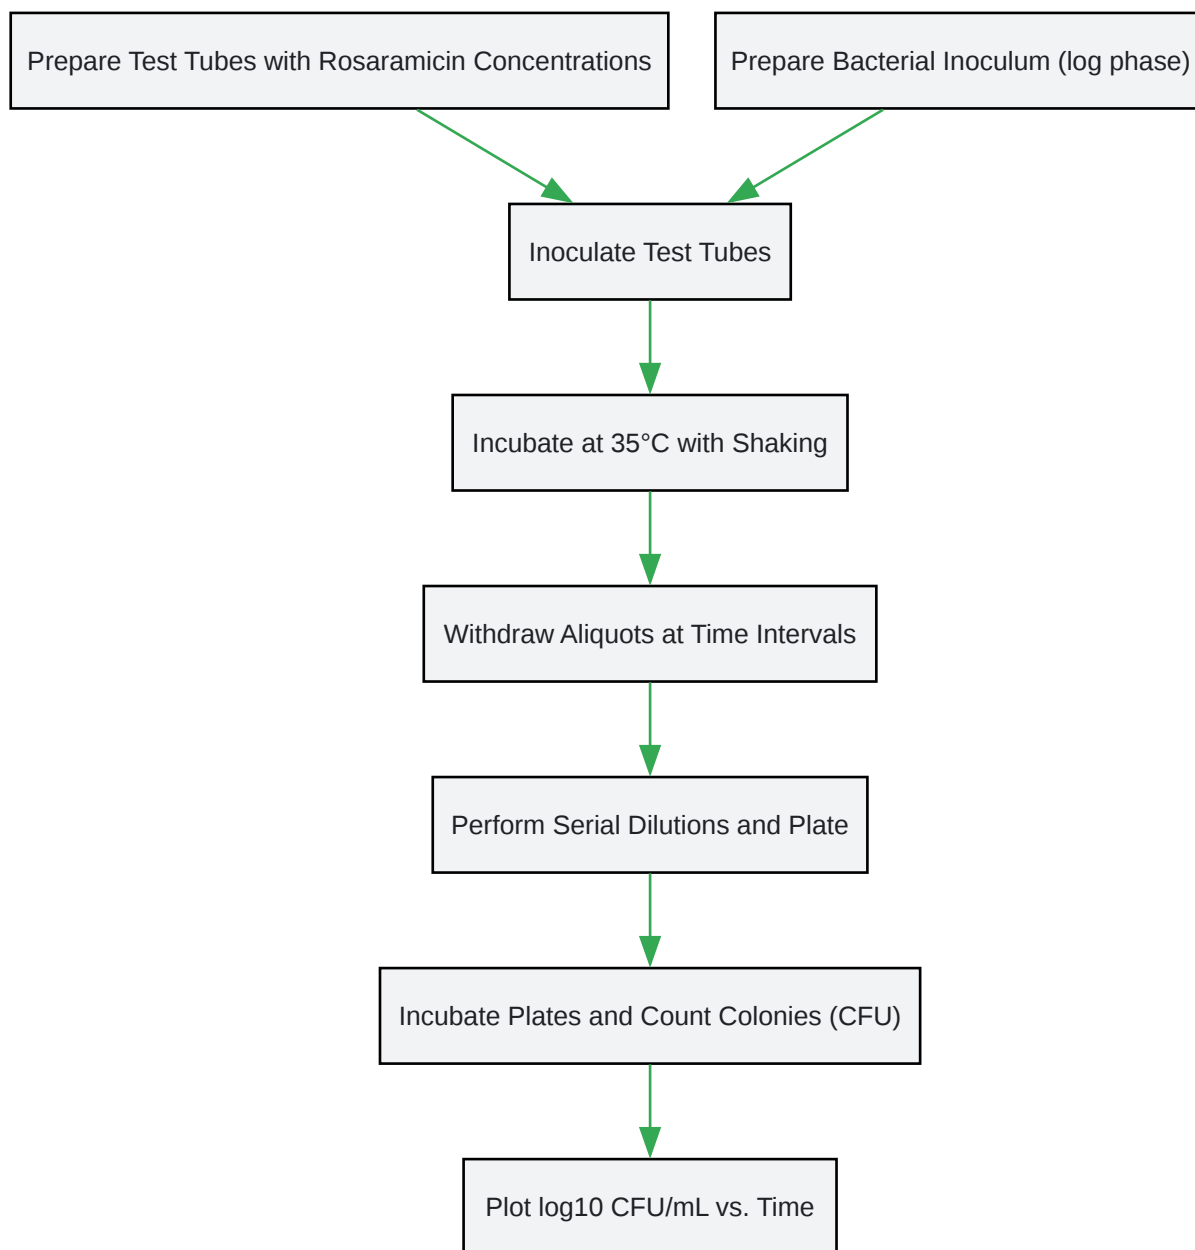 Prepare Test Tubes with Rosaramicin Concentrations
Prepare Bacterial Inoculum (log phase)
Inoculate Test Tubes
Incubate at 35°C with Shaking
Withdraw Aliquots at Time Intervals
Perform Serial Dilutions and Plate
Incubate Plates and Count Colonies (CFU)
Plot log10 CFU/mL vs. Time